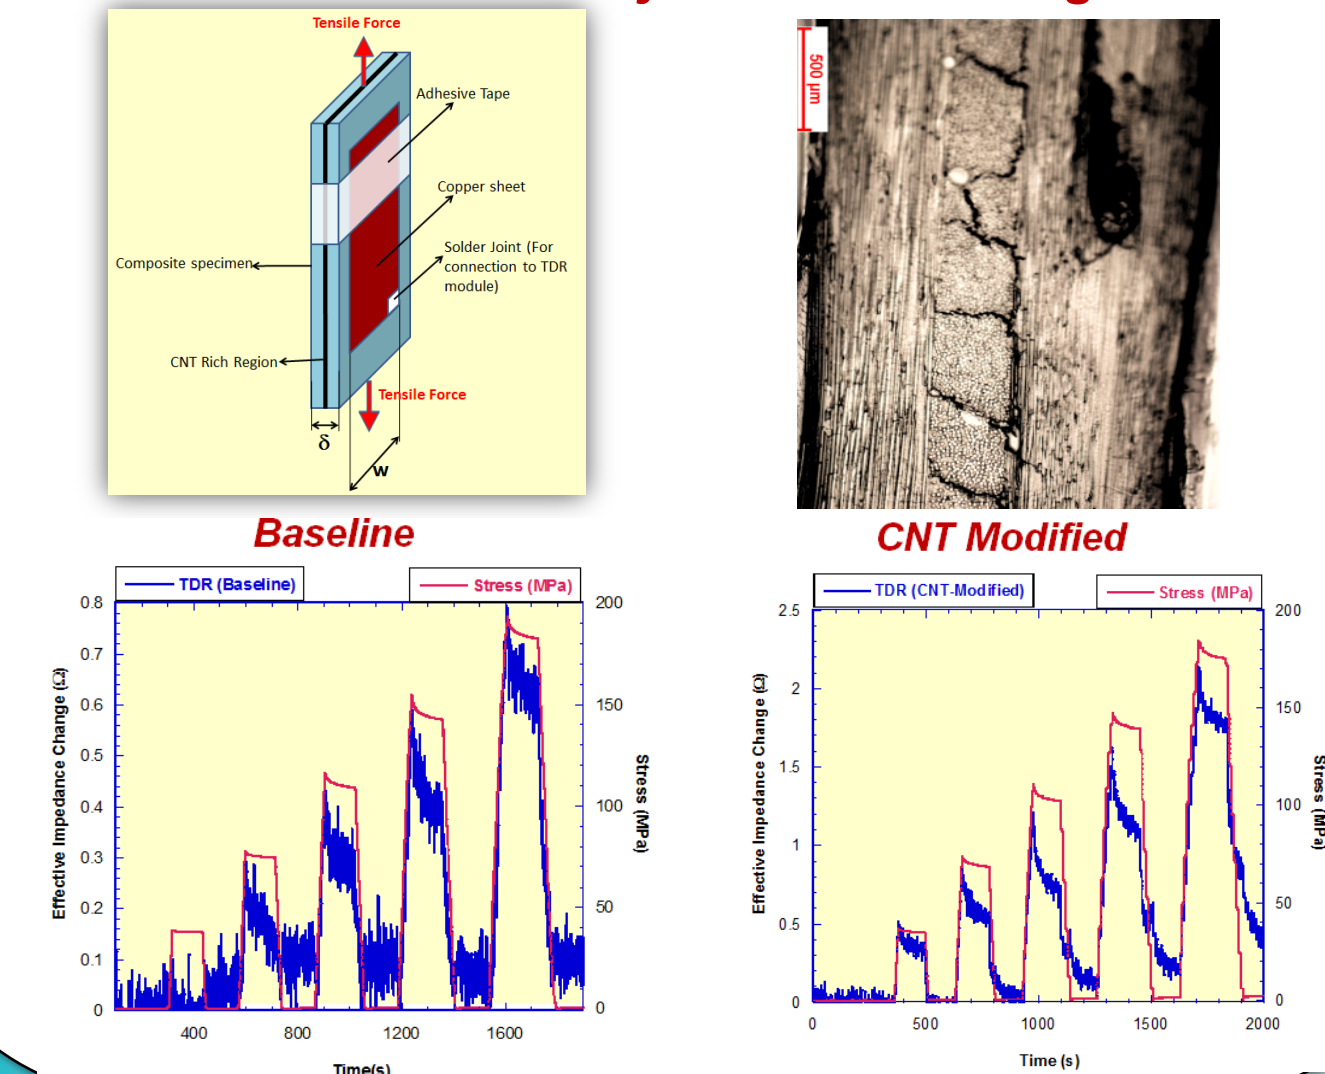 Tensile Force
Adhesive Tape
Copper sheet
Solder Joint (For
connection to TDR
module)
Composite specimen
CNT Rich Region
Tensile Force
δ
w
500 µm
Baseline
CNT Modified
TDR (Baseline)
Stress (MPa)
0.8
0.7
0.6
0.5
0.4
0.3
0.2
0.1
0
200
150
100
50
0
400
800
1200
1600
Effective Impedance Change (Ω)
Stress (MPa)
Time(s)
TDR (CNT-Modified)
Stress (MPa)
2.5
2
1.5
1
0.5
0
200
150
100
50
0
0
500
1000
1500
2000
Effective Impedance Change (Ω)
Stress (MPa)
Time (s)